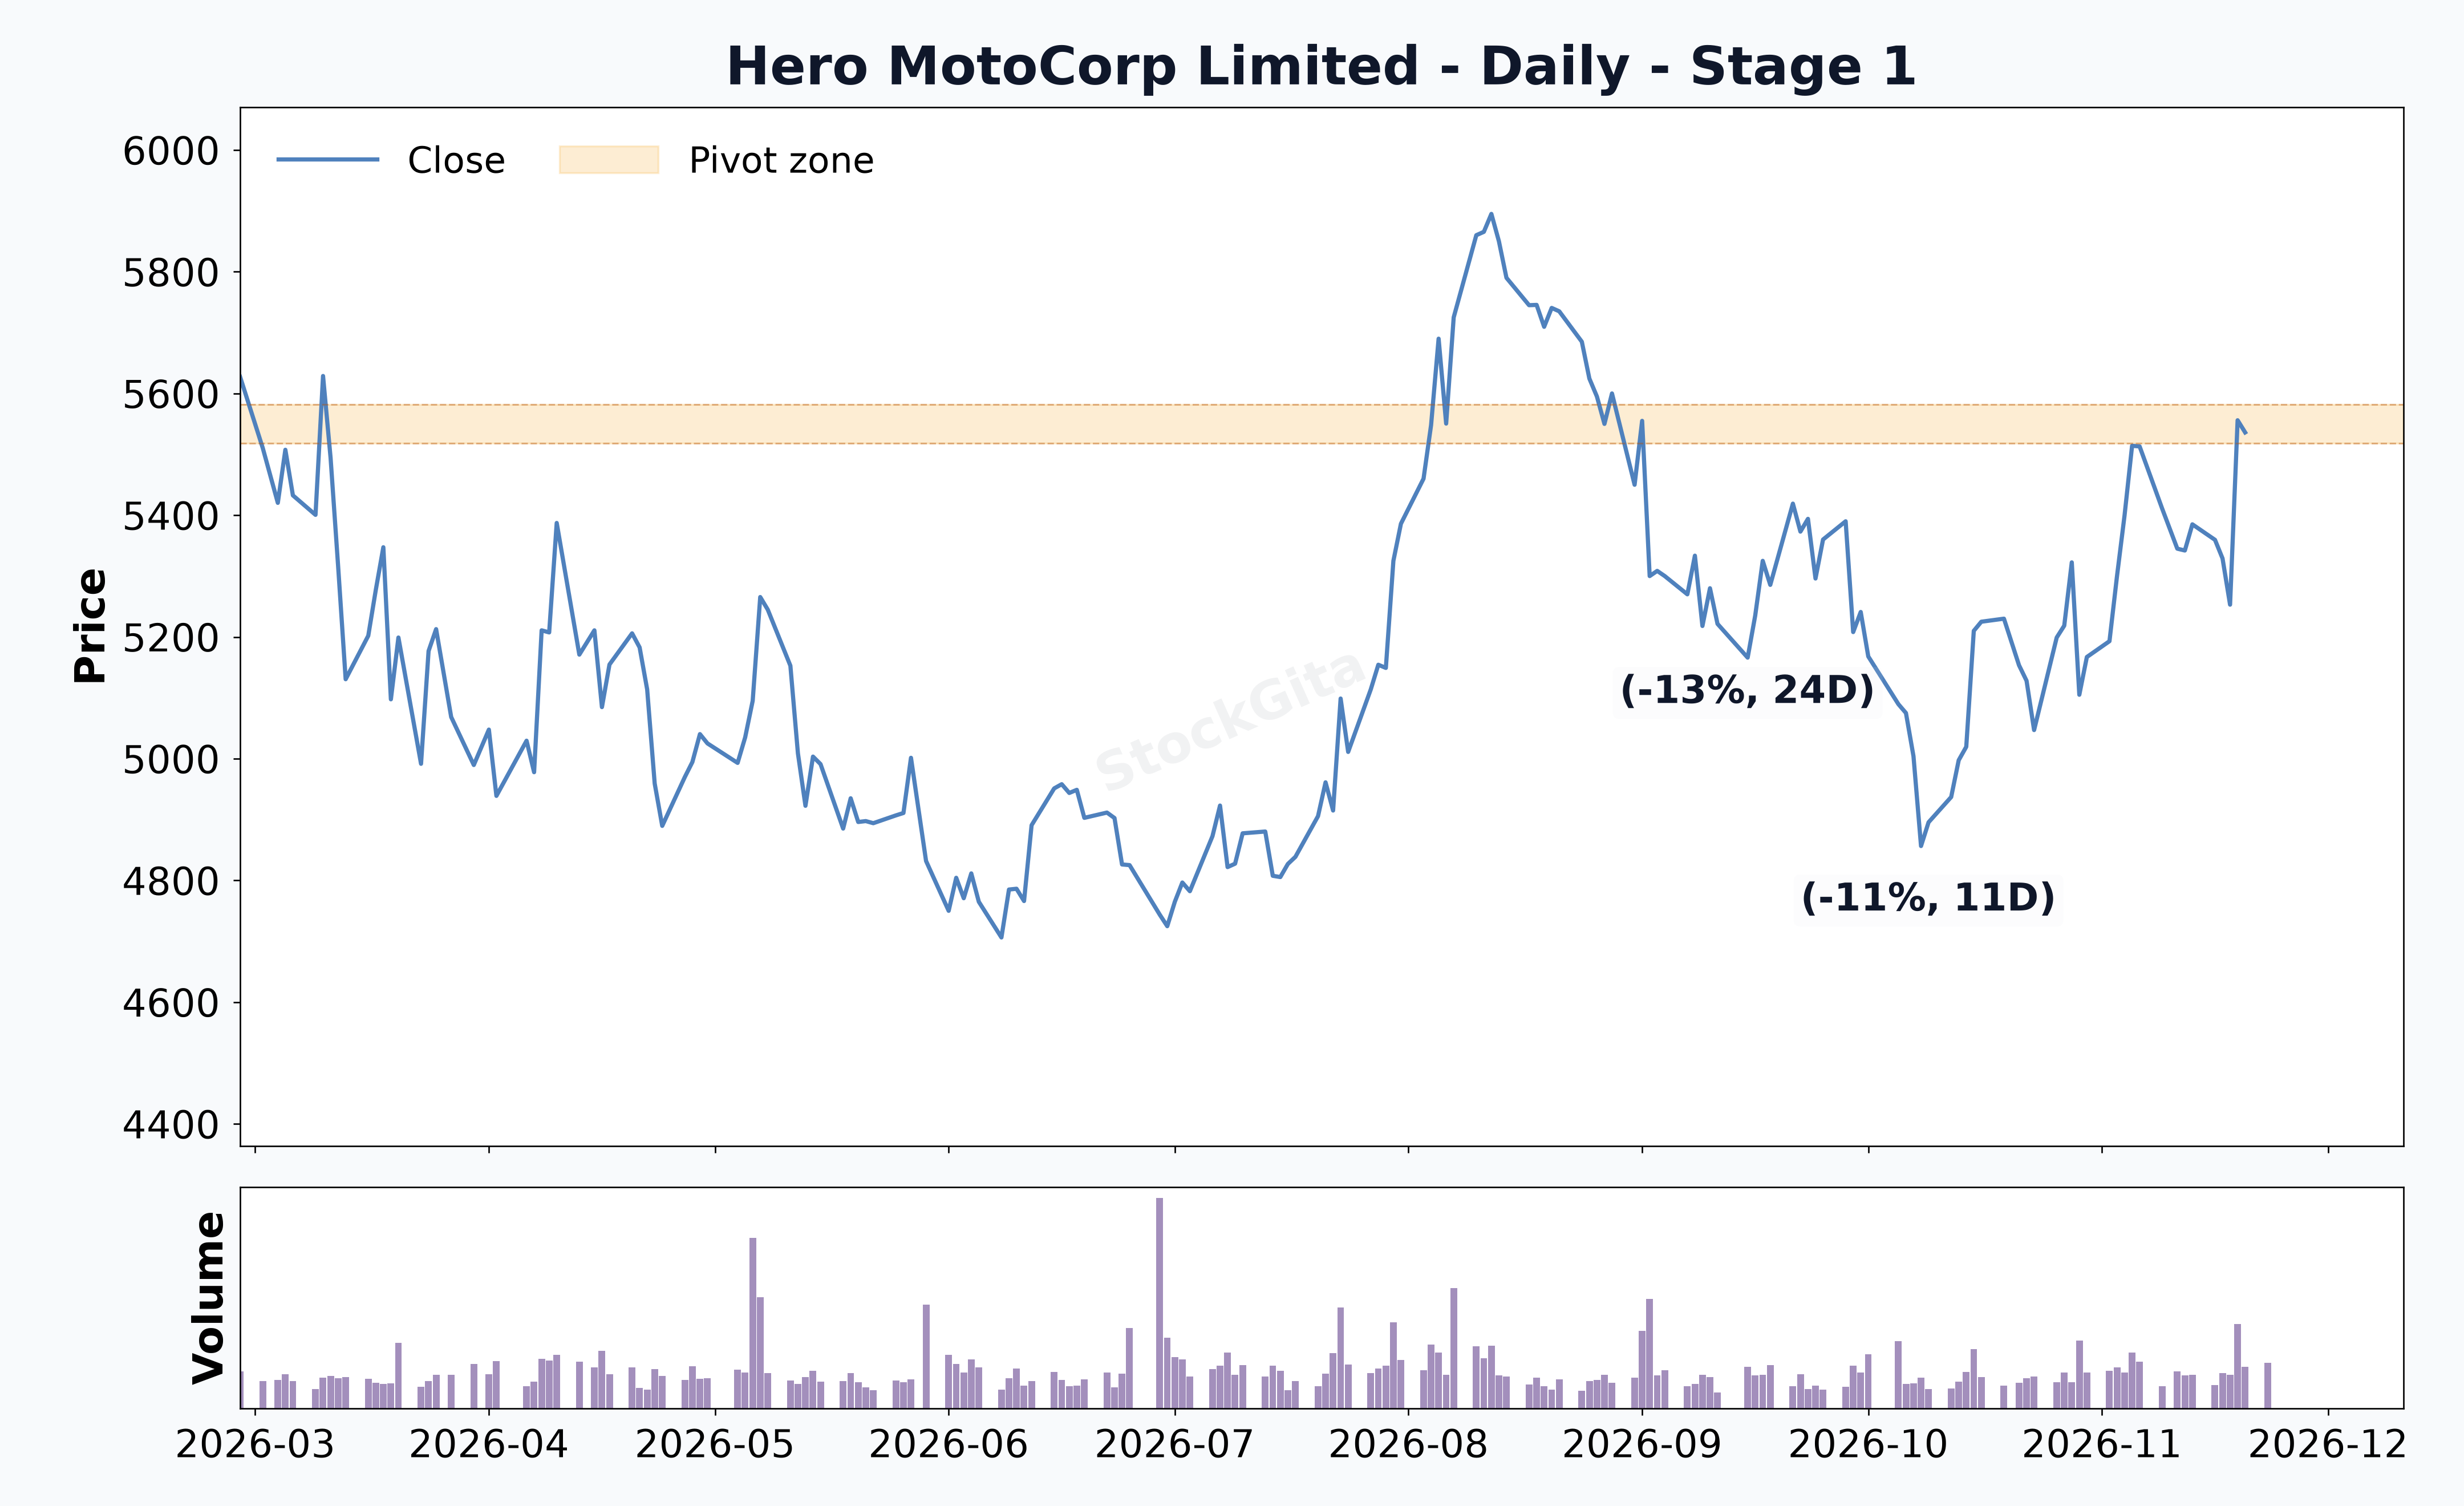 Hero MotoCorp Limited - Daily - Stage 1
Close
Pivot zone
6000
5800
5600
5400
5200
5000
4800
4600
4400
Price
StockGita
(-13%, 24D)
(-11%, 11D)
Volume
2026-03
2026-04
2026-05
2026-06
2026-07
2026-08
2026-09
2026-10
2026-11
2026-12